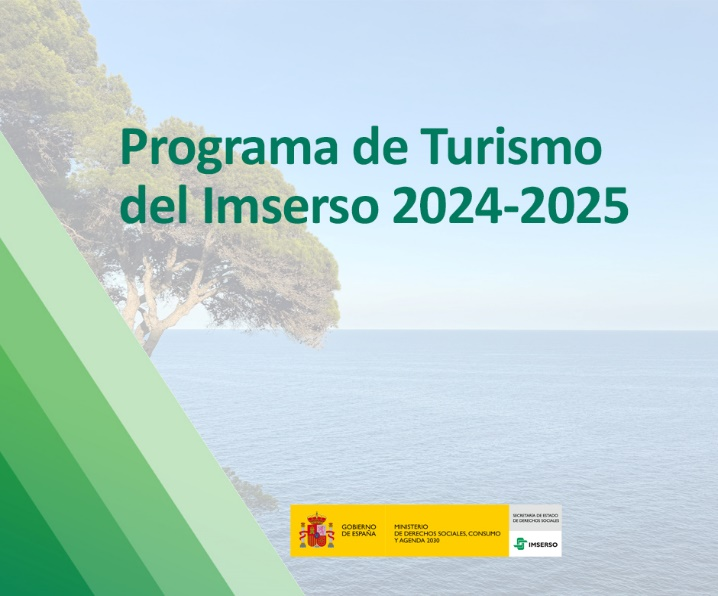 Programa de Turismo
del Imserso 2024-2025
GOBIERNO
DE ESPAÑA
MINISTERIO
DE DERECHOS SOCIALES, CONSUMO
Y AGENDA 2030
SECRETARÍA DE ESTADO
DE DERECHOS SOCIALES
IMSERSO